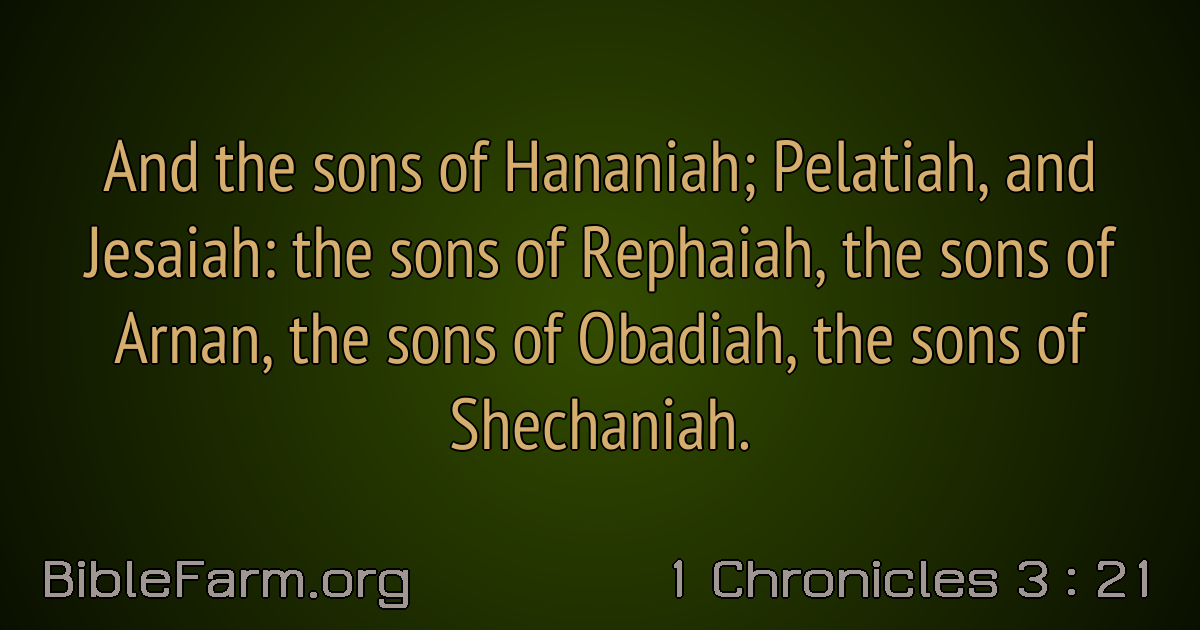 And the sons of Hananiah; Pelatiah, and
Jesaiah: the sons of Rephaiah, the sons of
Arnan, the sons of Obadiah, the sons of
Shechaniah.
BibleFarm.org
1 Chronicles 3 : 21